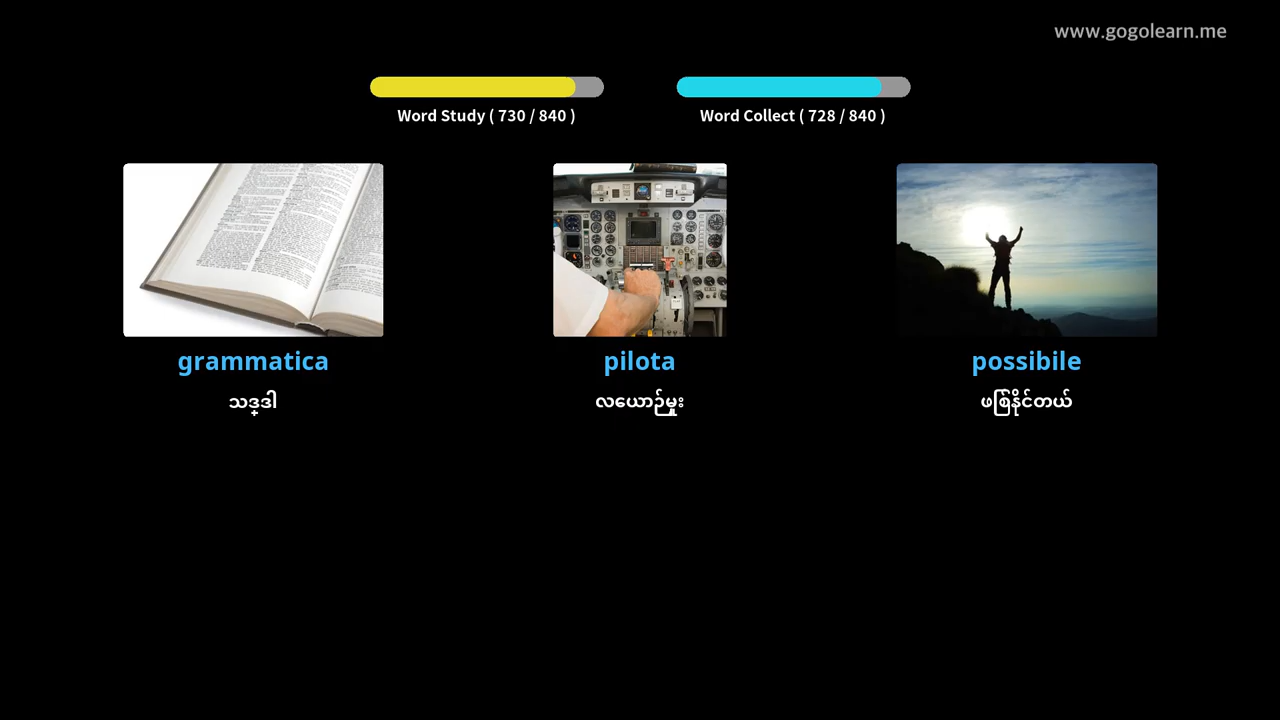 www.gogolearn.me
Word Study ( 730 / 840 )
Word Collect ( 728 / 840 )
grammatica
pilota
possibile
သဒ္ဒါ
လယောဉ်မှူး
ဖစ်ြနိုင်တယ်